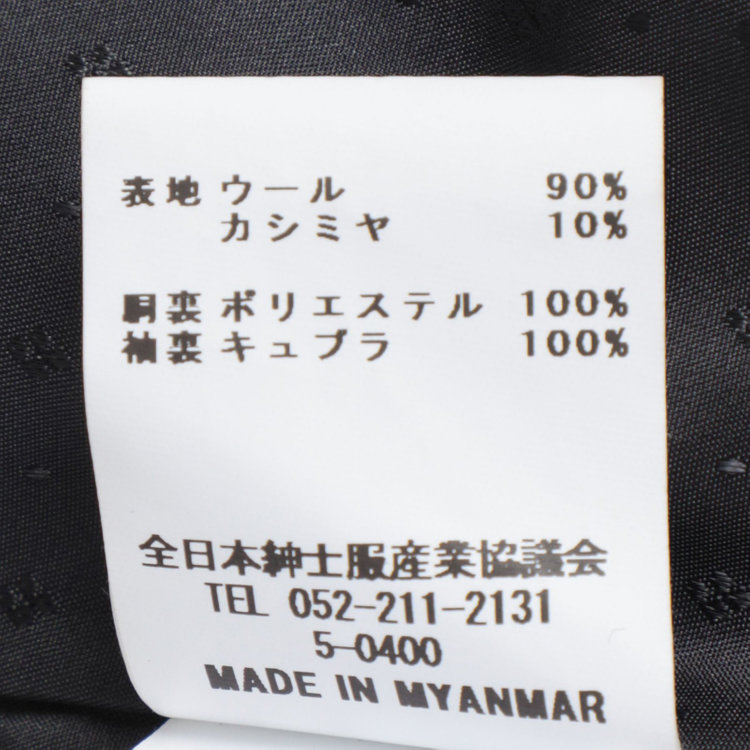 表地 ウール 90%
カシミヤ 10%
胴裏 ポリエステル 100%
袖裏 キュプラ 100%
全日本紳士服産業協議会
TEL 052-211-2131
5-0400
MADE IN MYANMAR